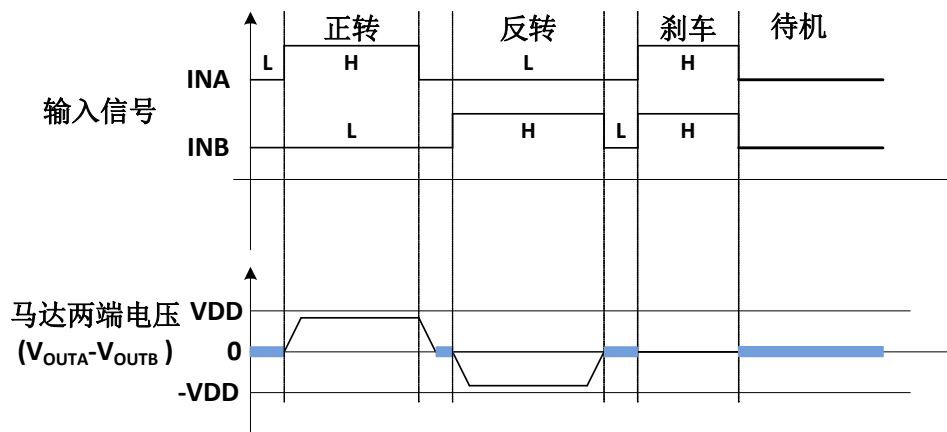 正转 反转 刹车 待机
L H L H
INA
输入信号
L H L H
INB
马达两端电压 VDD
(VOUTA-VOUTB ) 0
-VDD